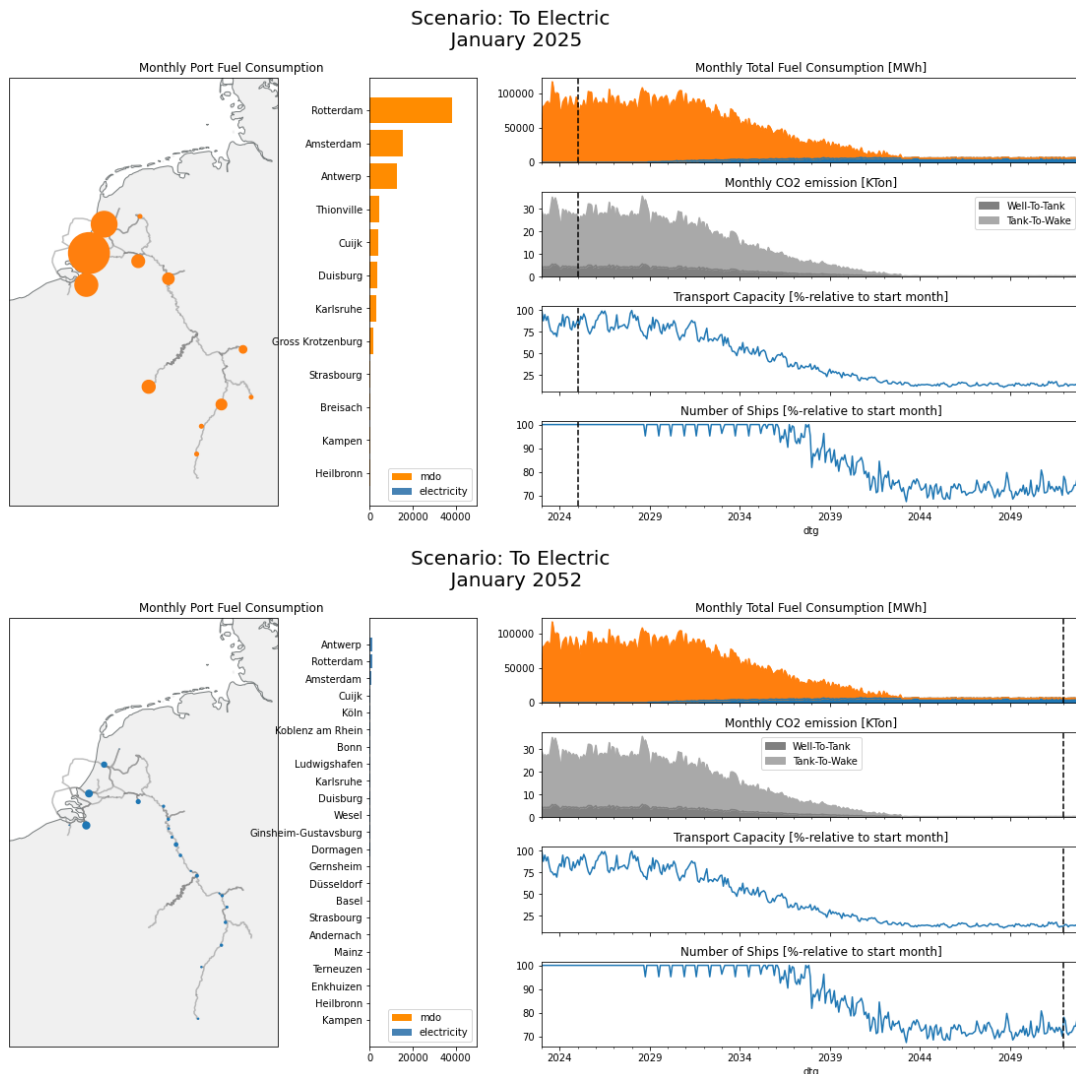 Scenario: To Electric
January 2025
Monthly Port Fuel Consumption
Rotterdam
Amsterdam
Antwerp
Thionville
Cuijk
Duisburg
Karlsruhe
Gross Krotzenburg
Strasbourg
Breisach
Kampen
Heilbronn
mdo
electricity
0 20000 40000
Monthly Total Fuel Consumption [MWh]
100000
50000
0
Monthly CO2 emission [KTon]
30
20
10
0
Well-To-Tank
Tank-To-Wake
Transport Capacity [%-relative to start month]
100
75
50
25
Number of Ships [%-relative to start month]
100
90
80
70
2024 2029 2034 2039 2044 2049
dtg
Scenario: To Electric
January 2052
Monthly Port Fuel Consumption
Antwerp
Rotterdam
Amsterdam
Cuijk
Köln
Koblenz am Rhein
Bonn
Ludwigshafen
Karlsruhe
Duisburg
Wesel
Ginsheim-Gustavsburg
Dormagen
Gernsheim
Düsseldorf
Basel
Strasbourg
Andernach
Mainz
Terneuzen
Enkhuizen
Heilbronn
Kampen
mdo
electricity
0 20000 40000
Monthly Total Fuel Consumption [MWh]
100000
50000
0
Monthly CO2 emission [KTon]
30
20
10
0
Well-To-Tank
Tank-To-Wake
Transport Capacity [%-relative to start month]
100
75
50
25
Number of Ships [%-relative to start month]
100
90
80
70
2024 2029 2034 2039 2044 2049
dtg